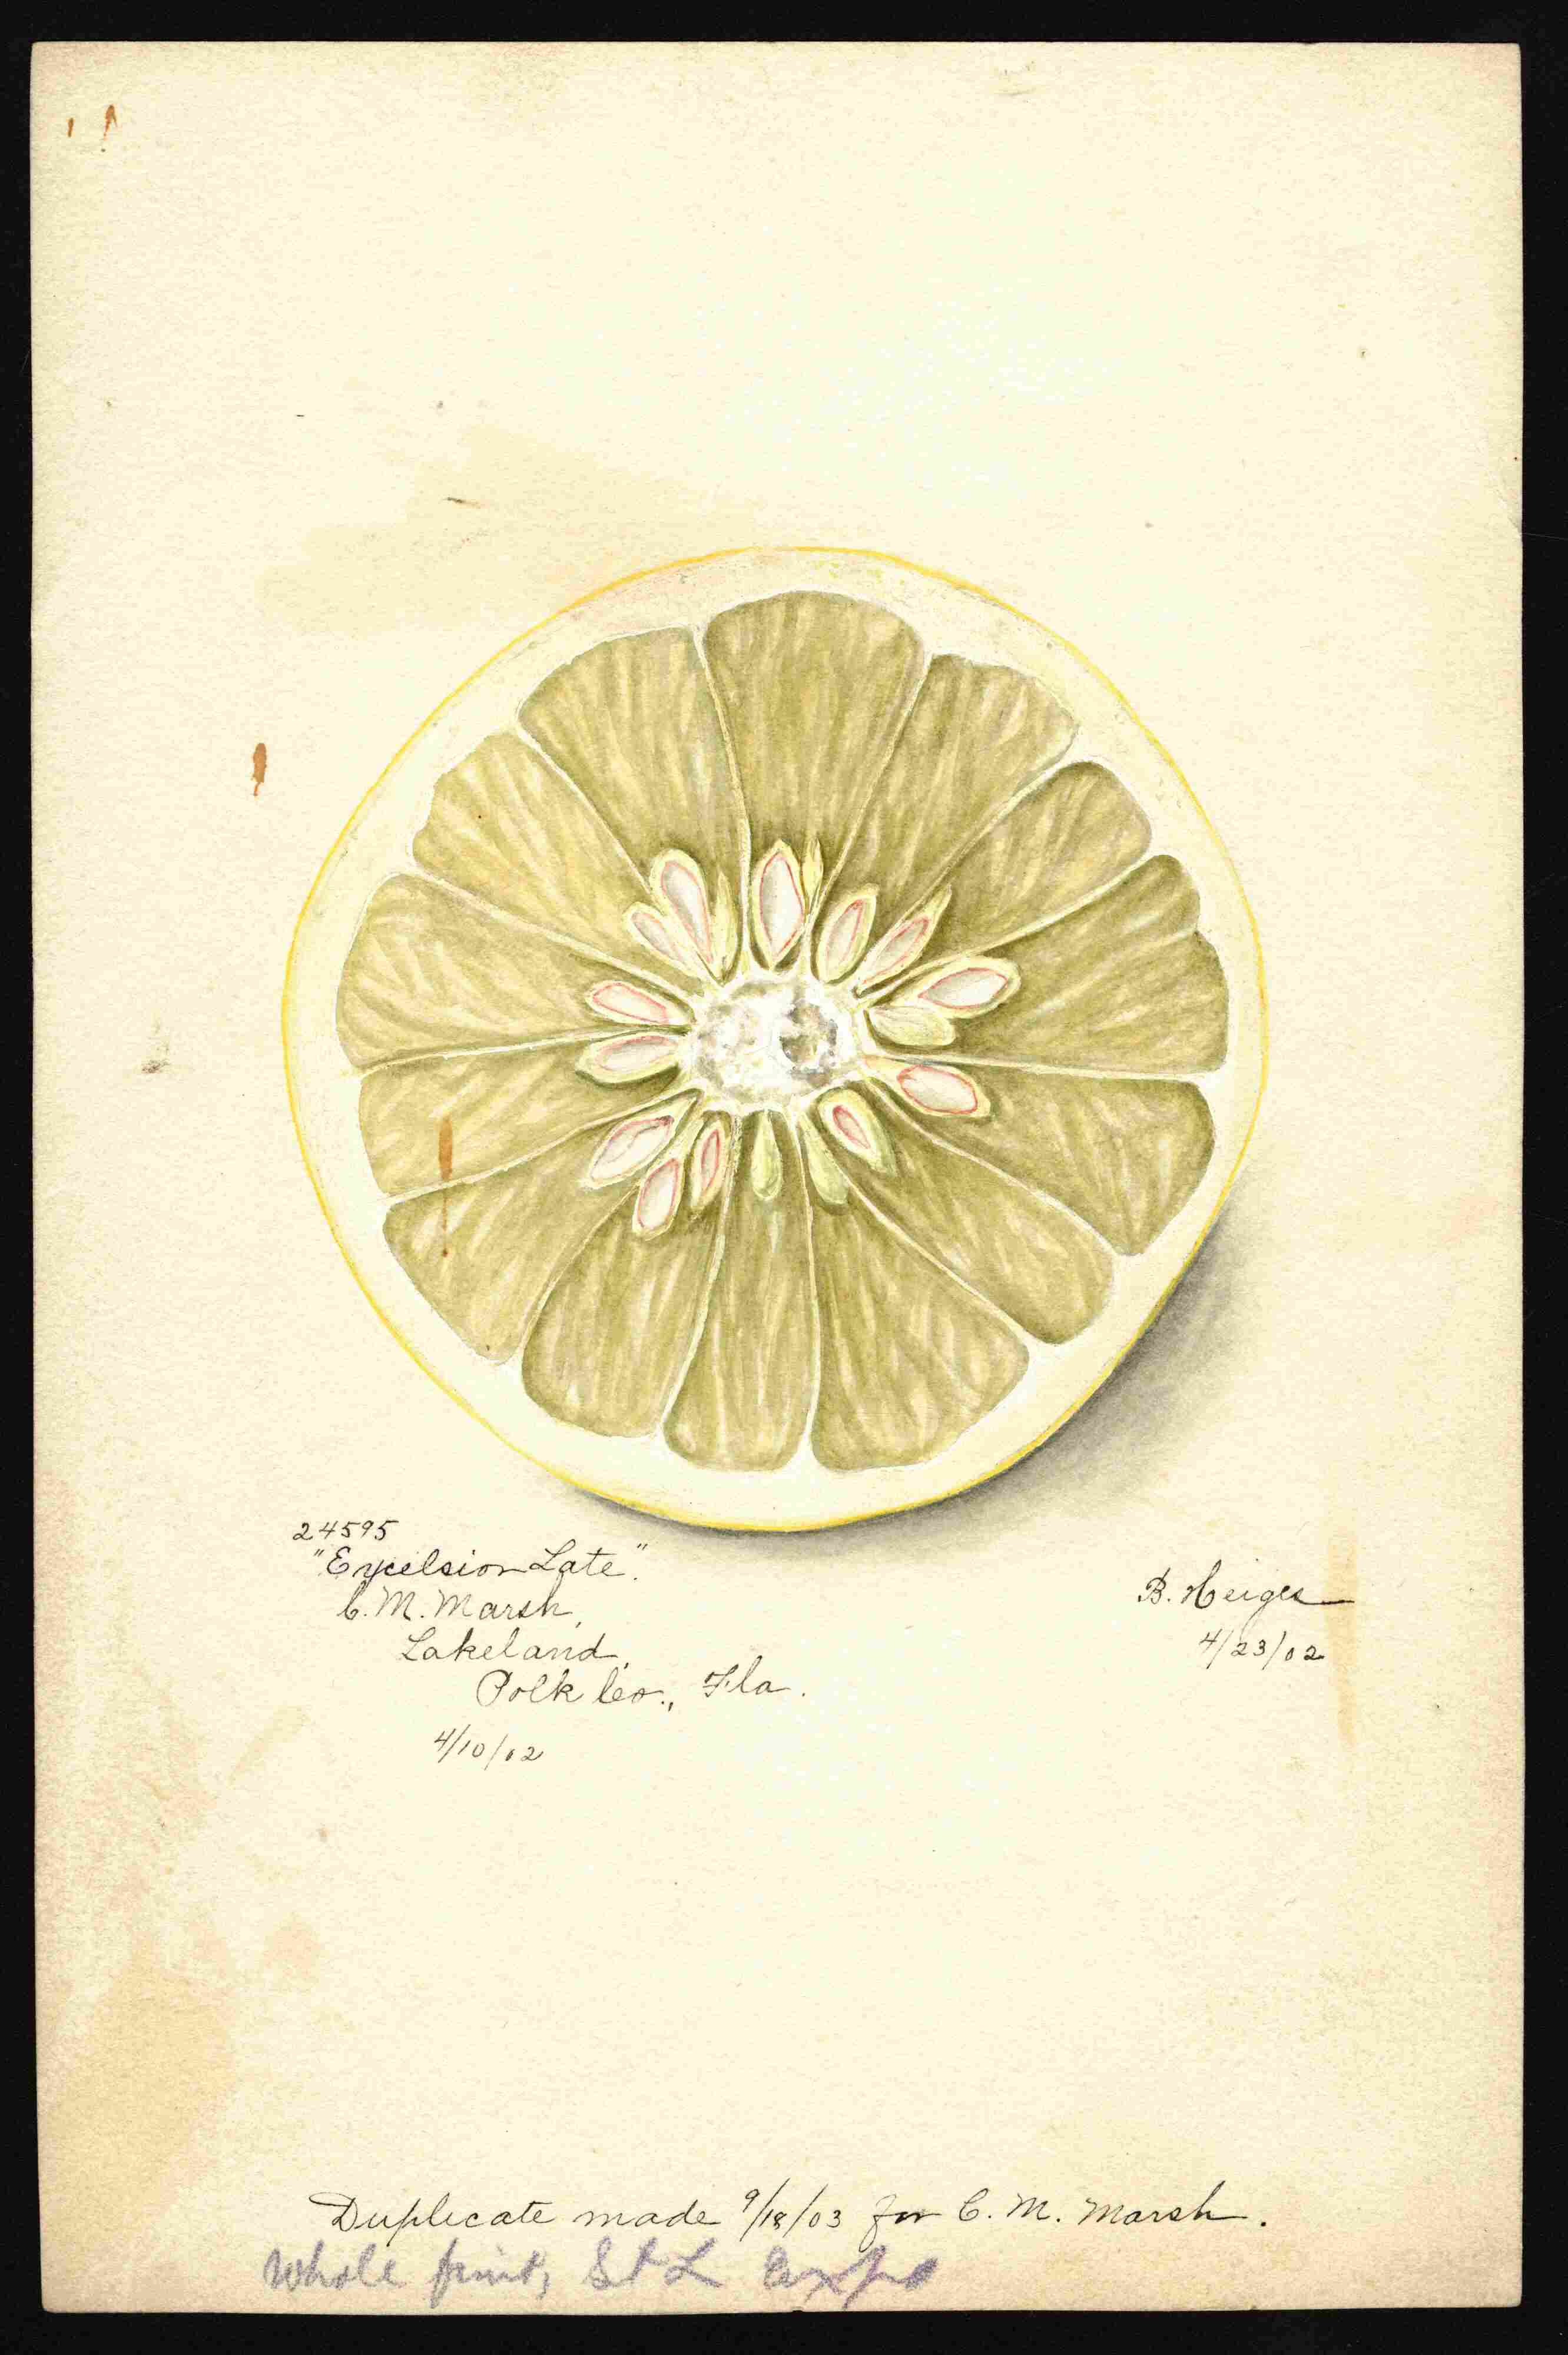 24595
"Excelsior Late".
C. M. Marsh,
Lakeland,
Polk Co., Fla.
4/10/02
B. Heiges
4/23/02
Duplicate made 9/18/03 for C. M. Marsh.
Whole fruit, St L Expo